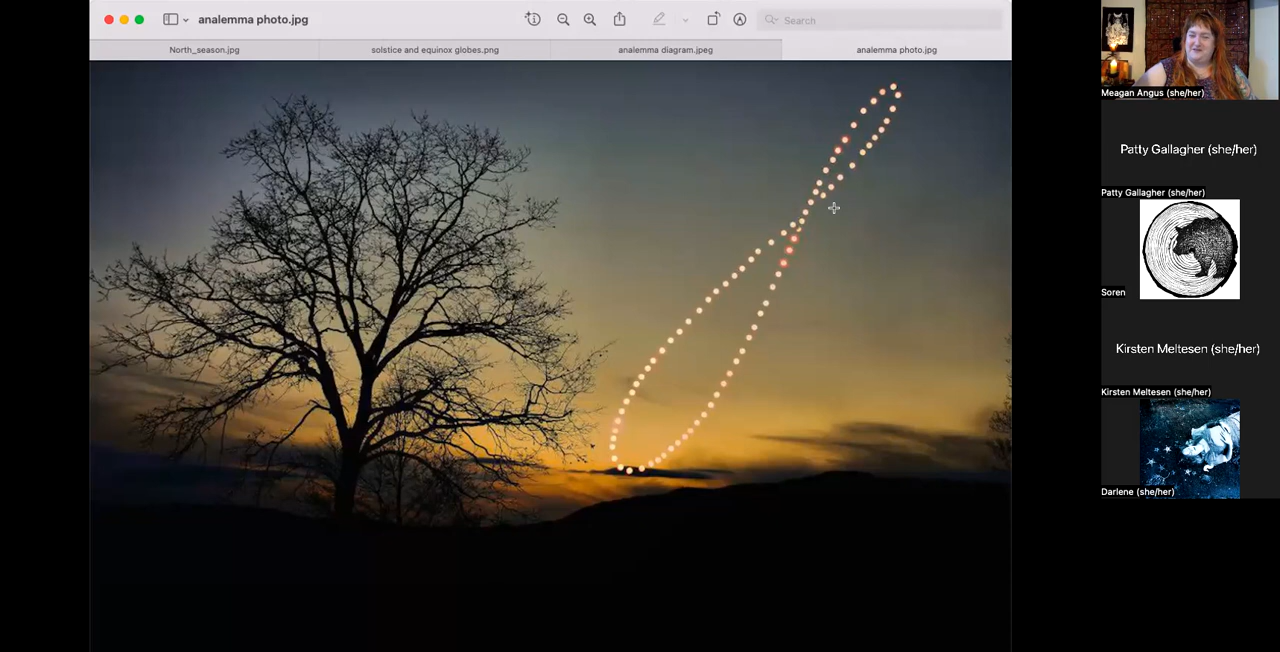 analemma photo.jpg
Search
North_season.jpg
solstice and equinox globes.png
analemma diagram.jpeg
analemma photo.jpg
Meagan Angus (she/her)
Patty Gallagher (she/her)
Patty Gallagher (she/her)
Soren
Kirsten Meltesen (she/her)
Kirsten Meltesen (she/her)
Darlene (she/her)